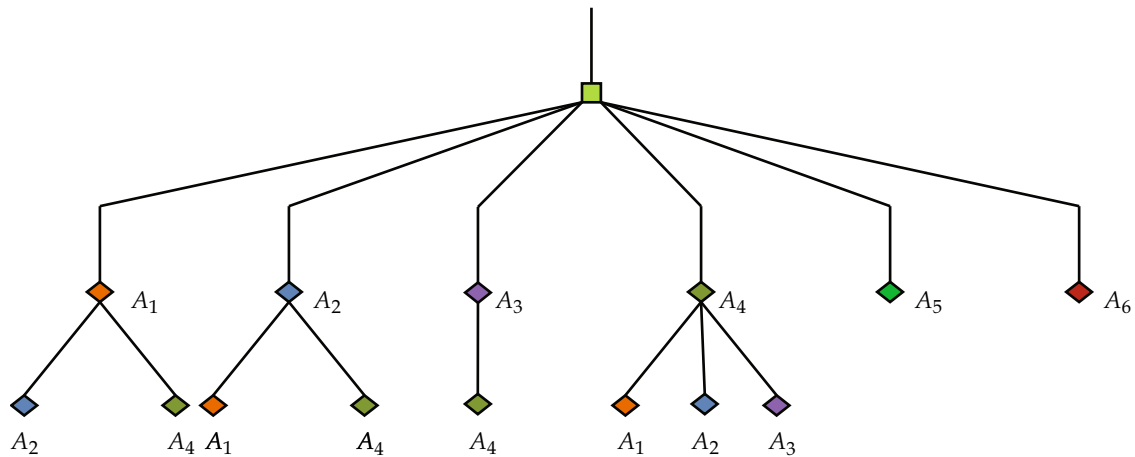 A₁ A₂ A₃ A₄ A₅ A₆
A₂ A₄ A₁ A₄ A₄ A₁ A₂ A₃